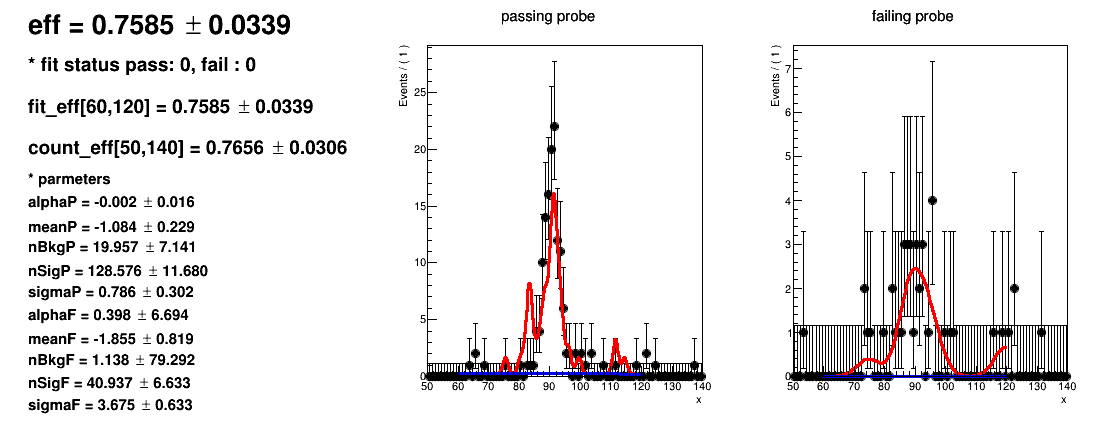 eff = 0.7585 ± 0.0339
* fit status pass: 0, fail : 0
fit_eff[60,120] = 0.7585 ± 0.0339
count_eff[50,140] = 0.7656 ± 0.0306
* parmeters
alphaP = -0.002 ± 0.016
meanP = -1.084 ± 0.229
nBkgP = 19.957 ± 7.141
nSigP = 128.576 ± 11.680
sigmaP = 0.786 ± 0.302
alphaF = 0.398 ± 6.694
meanF = -1.855 ± 0.819
nBkgF = 1.138 ± 79.292
nSigF = 40.937 ± 6.633
sigmaF = 3.675 ± 0.633
passing probe
Events / ( 1 )
25
20
15
10
5
0
50 60 70 80 90 100 110 120 130 140
x
failing probe
Events / ( 1 )
7
6
5
4
3
2
1
0
50 60 70 80 90 100 110 120 130 140
x